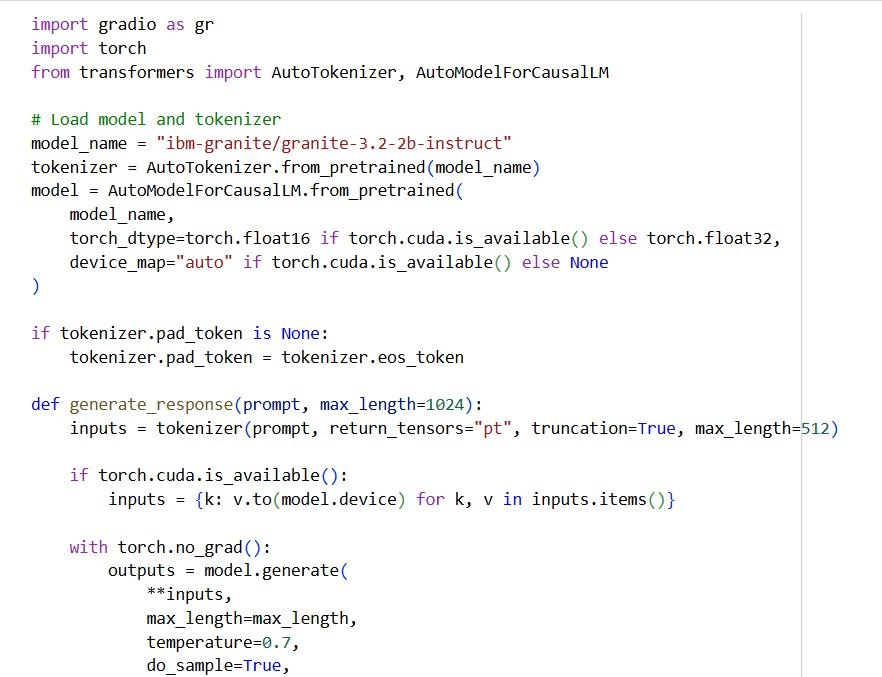 import gradio as gr
import torch
from transformers import AutoTokenizer, AutoModelForCausalLM

# Load model and tokenizer
model_name = "ibm-granite/granite-3.2-2b-instruct"
tokenizer = AutoTokenizer.from_pretrained(model_name)
model = AutoModelForCausalLM.from_pretrained(
    model_name,
    torch_dtype=torch.float16 if torch.cuda.is_available() else torch.float32,
    device_map="auto" if torch.cuda.is_available() else None
)

if tokenizer.pad_token is None:
    tokenizer.pad_token = tokenizer.eos_token

def generate_response(prompt, max_length=1024):
    inputs = tokenizer(prompt, return_tensors="pt", truncation=True, max_length=512)

    if torch.cuda.is_available():
        inputs = {k: v.to(model.device) for k, v in inputs.items()}

    with torch.no_grad():
        outputs = model.generate(
            **inputs,
            max_length=max_length,
            temperature=0.7,
            do_sample=True,